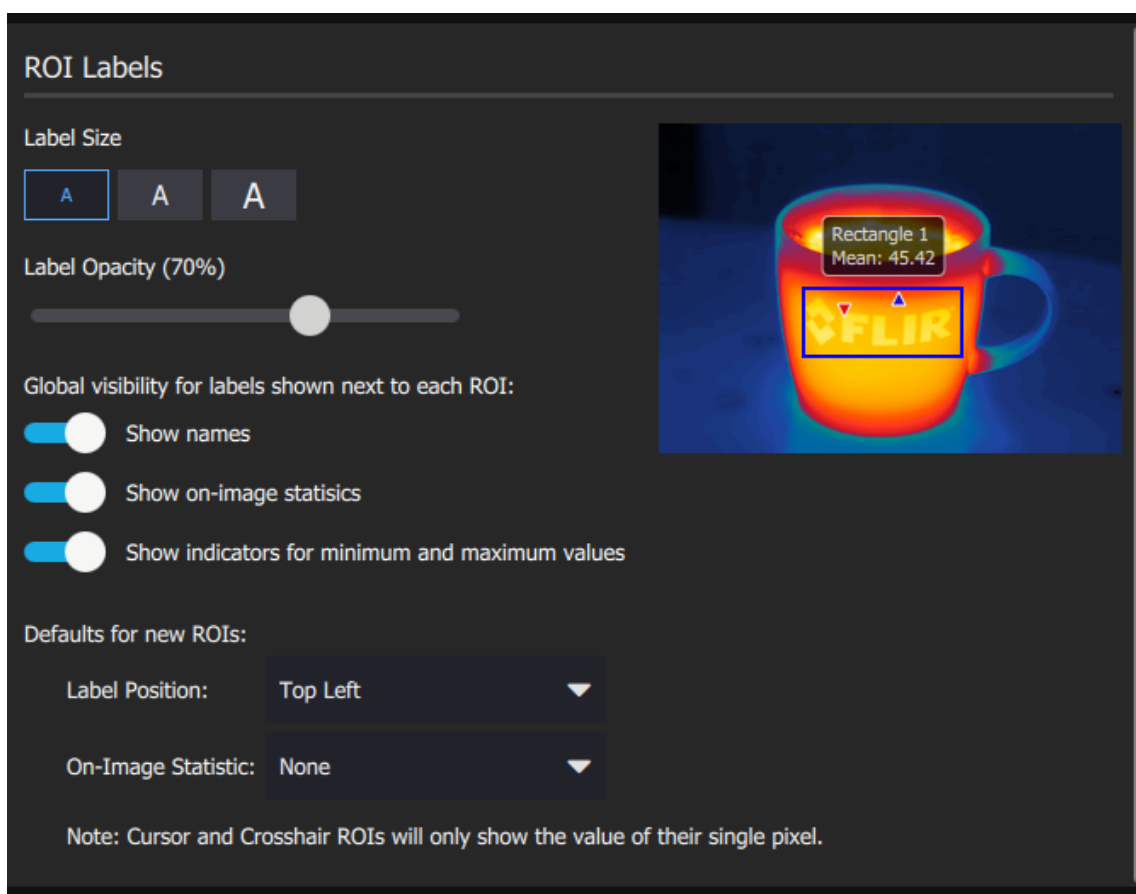 ROI Labels
Label Size
A A A
Label Opacity (70%)
Rectangle 1
Mean: 45.42
FLIR
Global visibility for labels shown next to each ROI:
Show names
Show on-image statisics
Show indicators for minimum and maximum values
Defaults for new ROIs:
Label Position: Top Left
On-Image Statistic: None
Note: Cursor and Crosshair ROIs will only show the value of their single pixel.